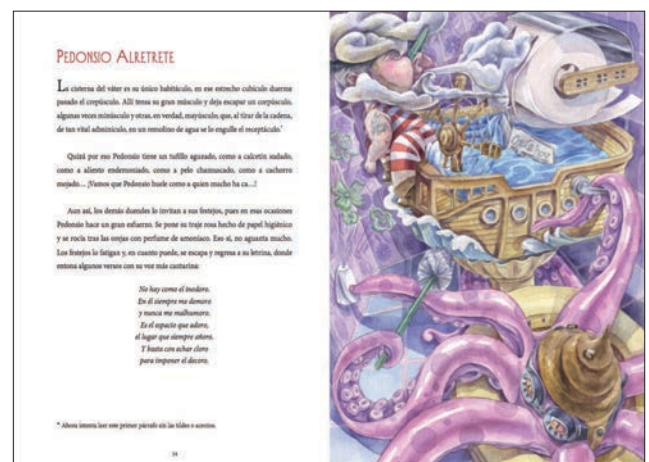 PEDONSIO ALRETRETE
La cisterna del váter es su único habitáculo, en ese estrecho cubículo duerme
pasado el crepúsculo. Allí tensa su gran músculo y deja escapar un corpúsculo,
algunas veces minúsculo y otras, en verdad, mayúsculo; que, al tirar de la cadena,
de tan vital adminículo, en un remolino de agua se lo engulle el receptáculo.*
Quizá por eso Pedonsio tiene un tufillo aguzado, como a calcetín sudado,
como a aliento endemoniado, como a pelo chamuscado, como a cachorro
mojado... ¡Vamos que Pedonsio huele como a quien mucho ha ca...!
Aun así, los demás duendes lo invitan a sus festejos, pues en esas ocasiones
Pedonsio hace un gran esfuerzo. Se pone su traje rosa hecho de papel higiénico
y se rocía tras las orejas con perfume de amoníaco. Eso sí, no aguanta mucho.
Los festejos lo fatigan y, en cuanto puede, se escapa y regresa a su letrina, donde
entona algunos versos con su voz más cantarina:
No hay como el inodoro.
En él siempre me demoro
y nunca me malhumoro.
Es el espacio que adoro,
el lugar que siempre añoro.
Y basta con echar cloro
para imponer el decoro.
* Ahora intenta leer este primer párrafo sin las tildes o acentos.
34